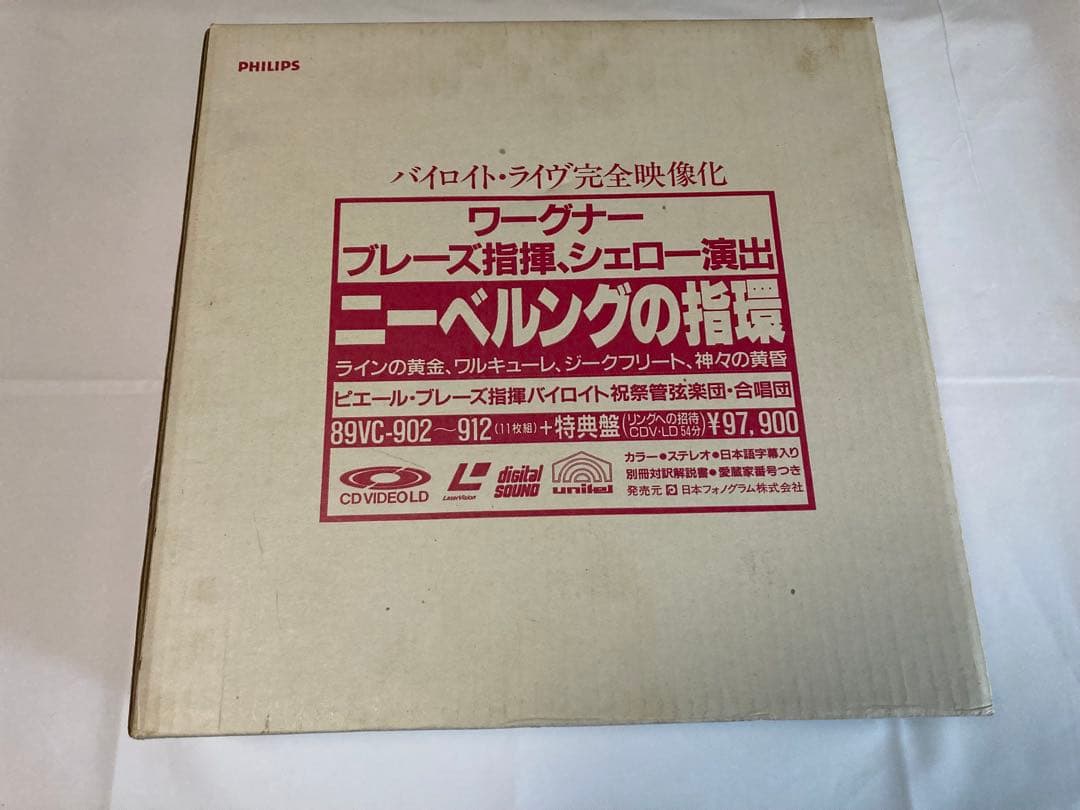 PHILIPS
バイロイト・ライヴ完全映像化
ワーグナー
ブレーズ指揮、シェロー演出
ニーベルングの指環
ラインの黄金、ワルキューレ、ジークフリート、神々の黄昏
ピエール・ブレーズ指揮バイロイト祝祭管弦楽団・合唱団
89VC-902〜912(11枚組)+特典盤(リングへの招待 CDV・LD 54分)¥97,900
カラー●ステレオ●日本語字幕入り
別冊対訳解説書●愛蔵家番号つき
発売元 日本フォノグラム株式会社
CD VIDEO LD
LaserVision
digital SOUND
unitel